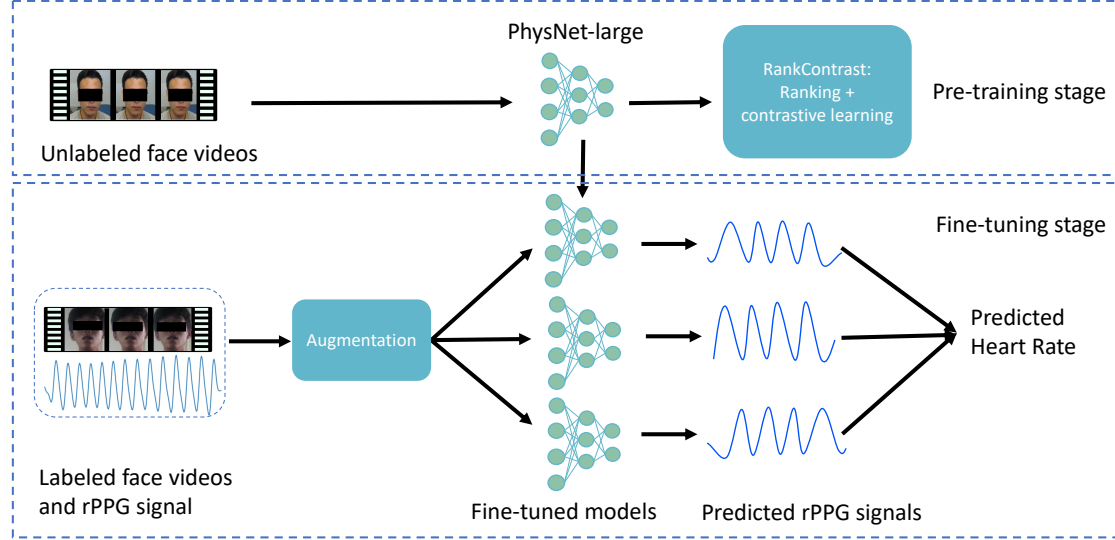 PhysNet-large
RankContrast:
Ranking +
contrastive learning
Pre-training stage
Unlabeled face videos
Fine-tuning stage
Augmentation
Predicted
Heart Rate
Labeled face videos
and rPPG signal
Fine-tuned models
Predicted rPPG signals